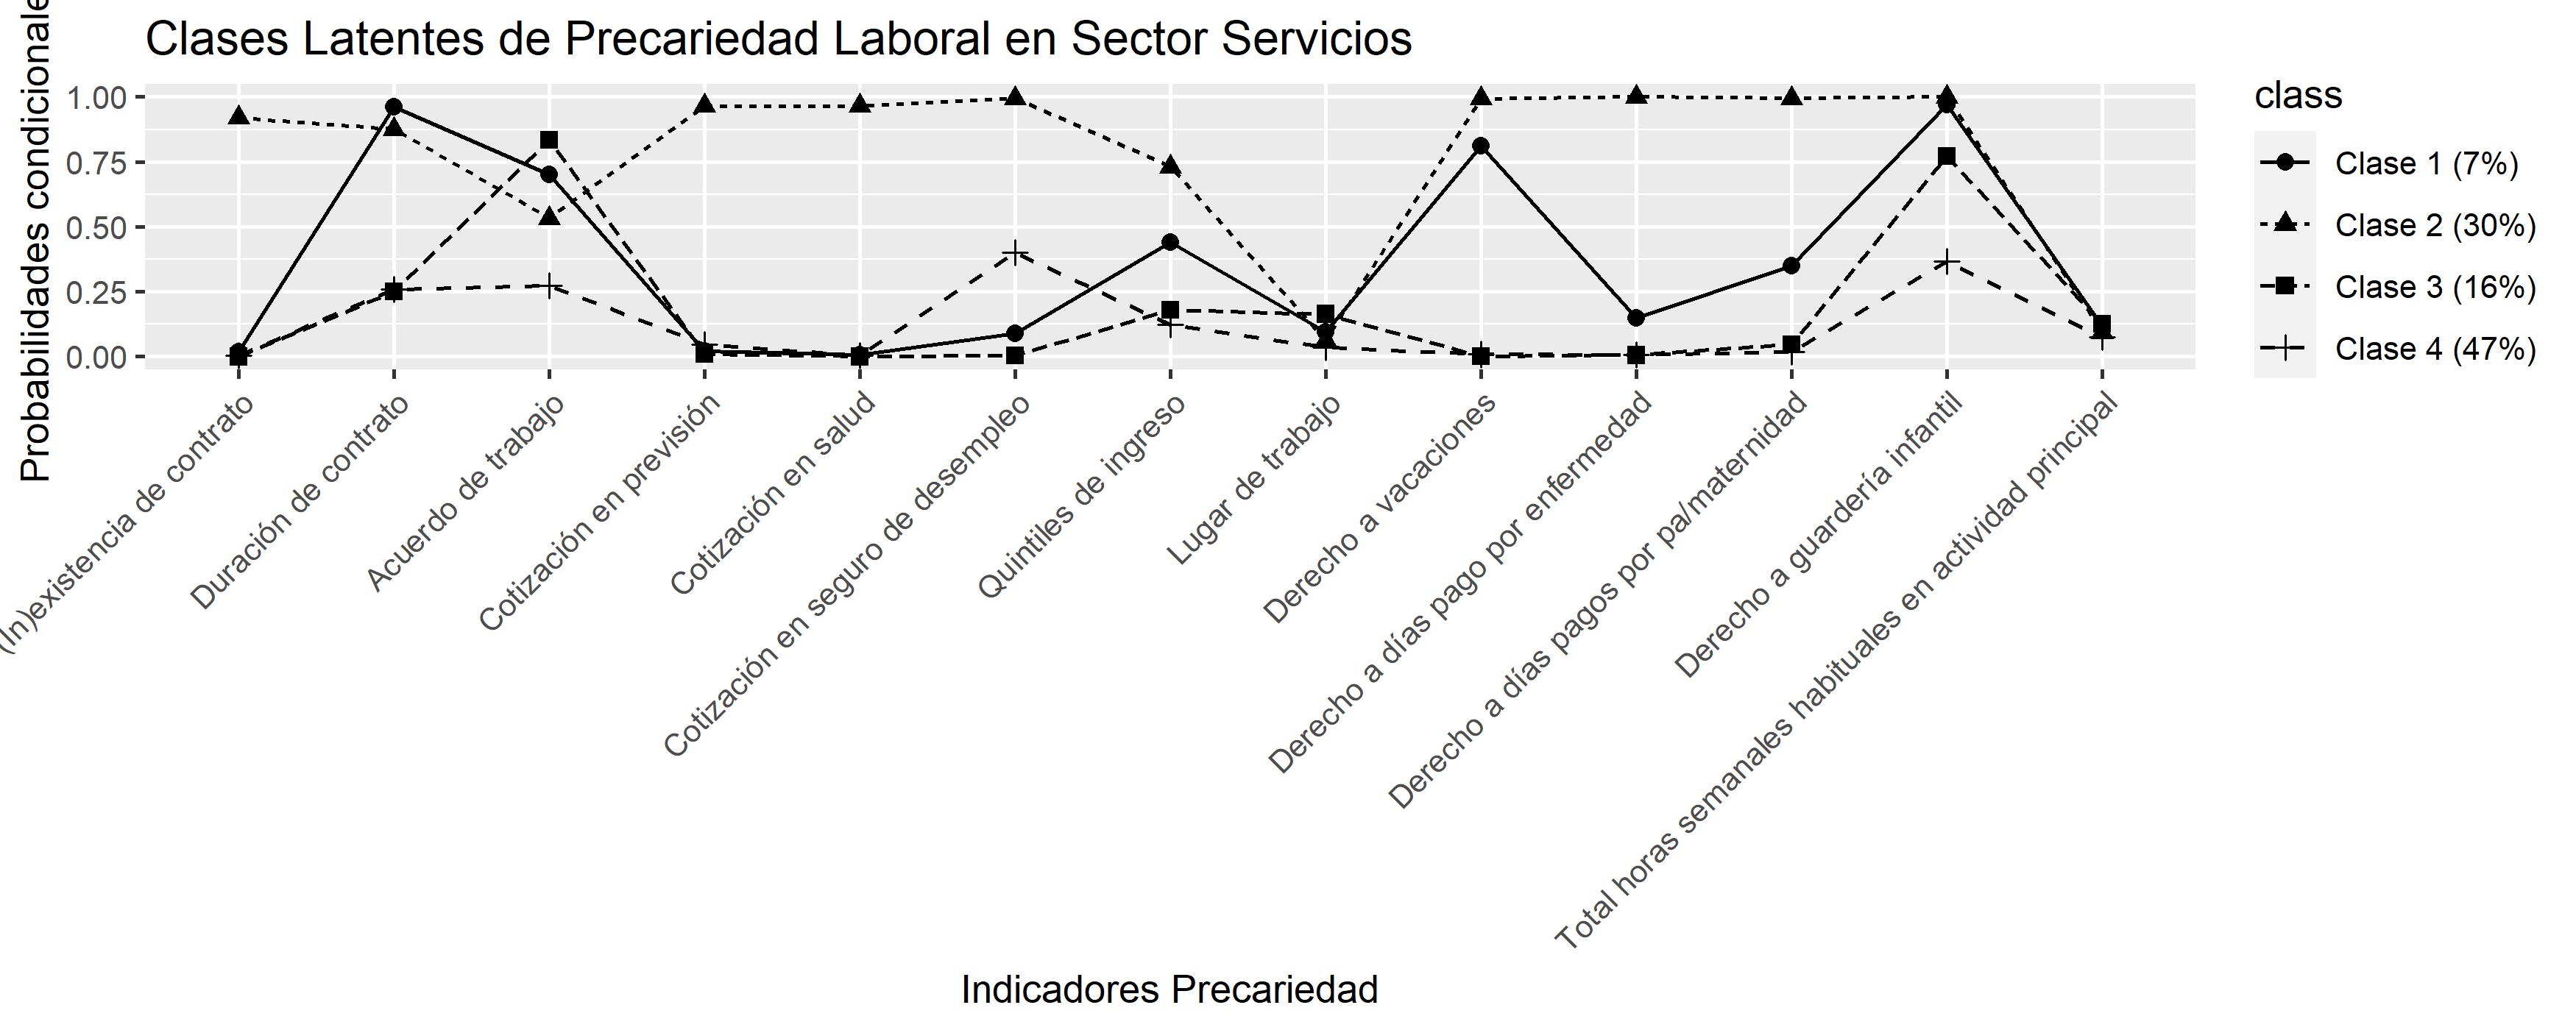 Clases Latentes de Precariedad Laboral en Sector Servicios
Probabilidades condicionale
1.00
0.75
0.50
0.25
0.00
(In)existencia de contrato
Duración de contrato
Acuerdo de trabajo
Cotización en previsión
Cotización en salud
Cotización en seguro de desempleo
Quintiles de ingreso
Lugar de trabajo
Derecho a vacaciones
Derecho a días pago por enfermedad
Derecho a días pagos por pa/maternidad
Derecho a guardería infantil
Total horas semanales habituales en actividad principal
Indicadores Precariedad
class
Clase 1 (7%)
Clase 2 (30%)
Clase 3 (16%)
Clase 4 (47%)